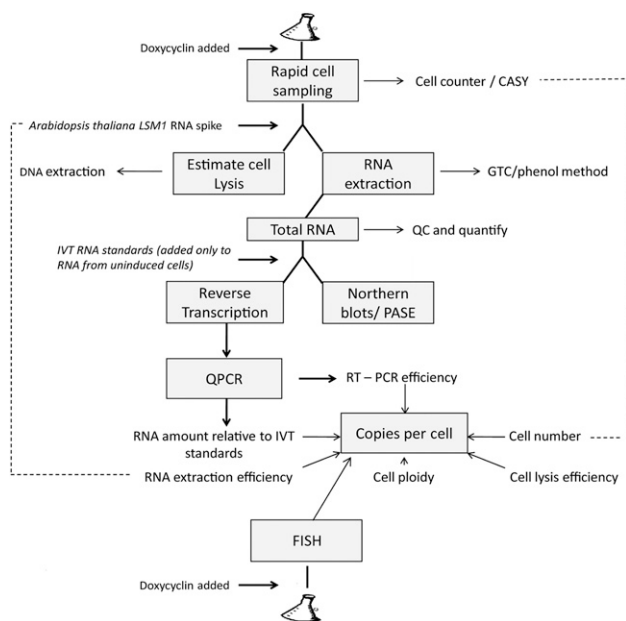 Doxycyclin added
Rapid cell
sampling
Cell counter / CASY
Arabidopsis thaliana LSM1 RNA spike
DNA extraction
Estimate cell
Lysis
RNA
extraction
GTC/phenol method
Total RNA
QC and quantify
IVT RNA standards (added only to
RNA from uninduced cells)
Reverse
Transcription
Northern
blots/ PASE
QPCR
RT – PCR efficiency
RNA amount relative to IVT
standards
Copies per cell
Cell number
RNA extraction efficiency
Cell ploidy
Cell lysis efficiency
FISH
Doxycyclin added